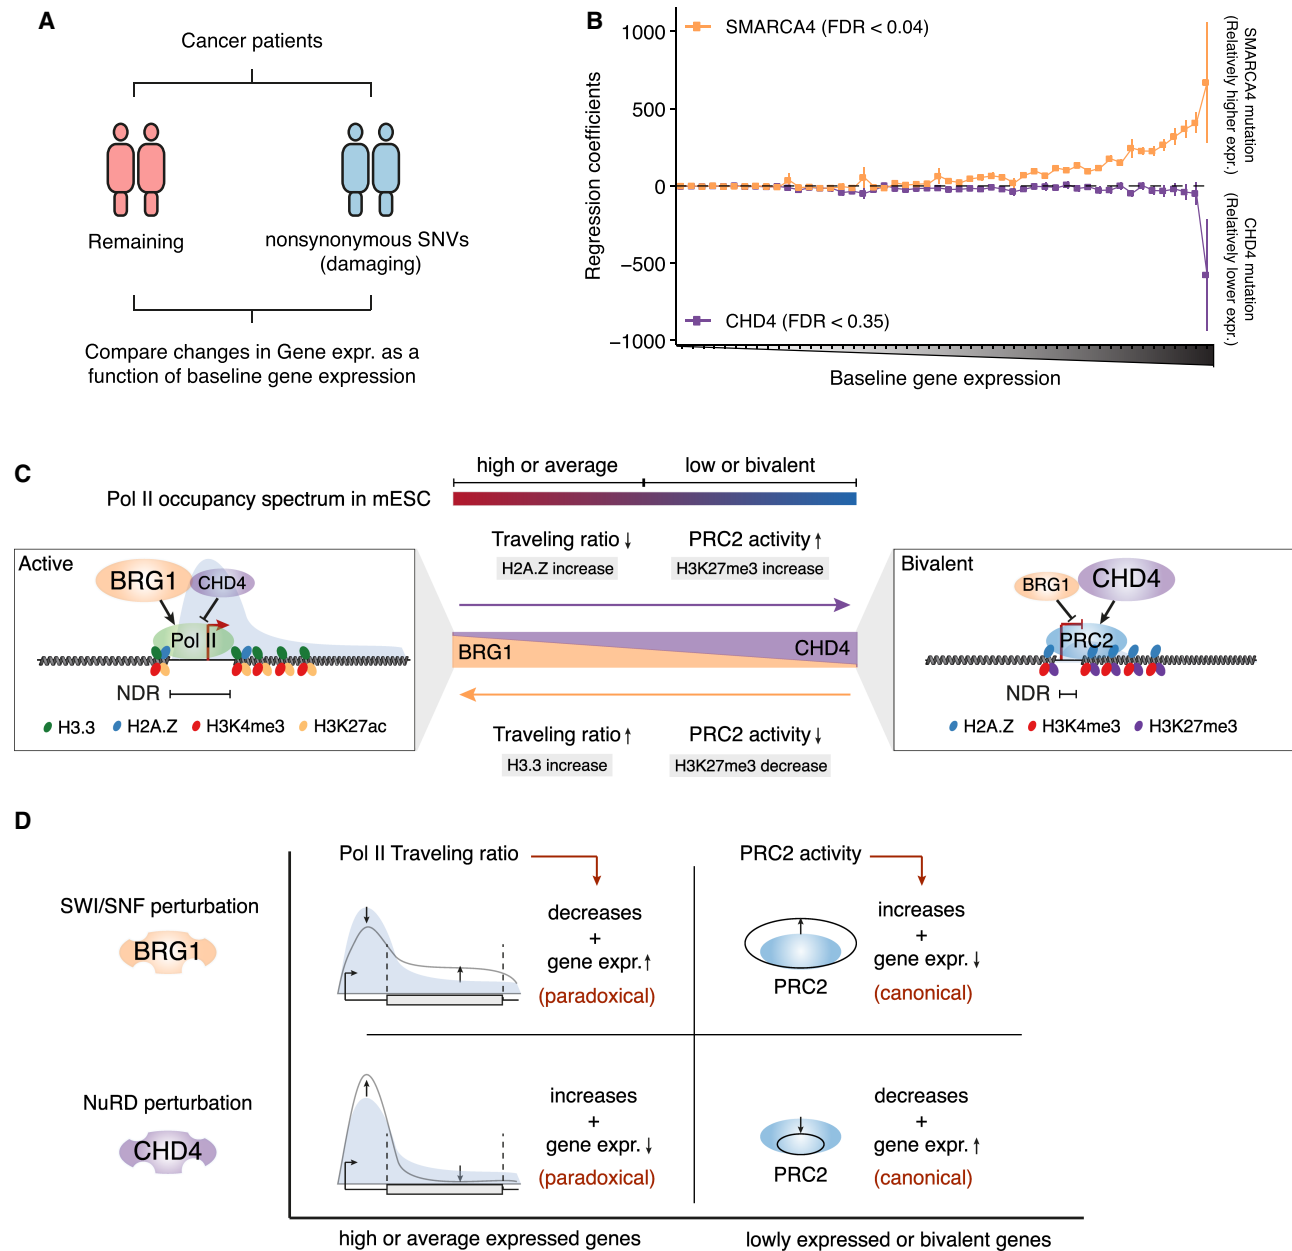 A
Cancer patients
Remaining
nonsynonymous SNVs
(damaging)
Compare changes in Gene expr. as a
function of baseline gene expression
B
1000
500
0
−500
−1000
Regression coefficients
SMARCA4 (FDR < 0.04)
CHD4 (FDR < 0.35)
Baseline gene expression
SMARCA4 mutation
(Relatively higher expr.)
CHD4 mutation
(Relatively lower expr.)
C
high or average
low or bivalent
Pol II occupancy spectrum in mESC
Traveling ratio ↓
PRC2 activity ↑
H2A.Z increase
H3K27me3 increase
Active
BRG1
CHD4
Pol II
NDR
H3.3
H2A.Z
H3K4me3
H3K27ac
BRG1
CHD4
Traveling ratio ↑
PRC2 activity ↓
H3.3 increase
H3K27me3 decrease
Bivalent
BRG1
CHD4
PRC2
NDR
H2A.Z
H3K4me3
H3K27me3
D
Pol II Traveling ratio
PRC2 activity
SWI/SNF perturbation
BRG1
decreases
+
gene expr. ↑
(paradoxical)
PRC2
increases
+
gene expr. ↓
(canonical)
NuRD perturbation
CHD4
increases
+
gene expr. ↓
(paradoxical)
PRC2
decreases
+
gene expr. ↑
(canonical)
high or average expressed genes
lowly expressed or bivalent genes